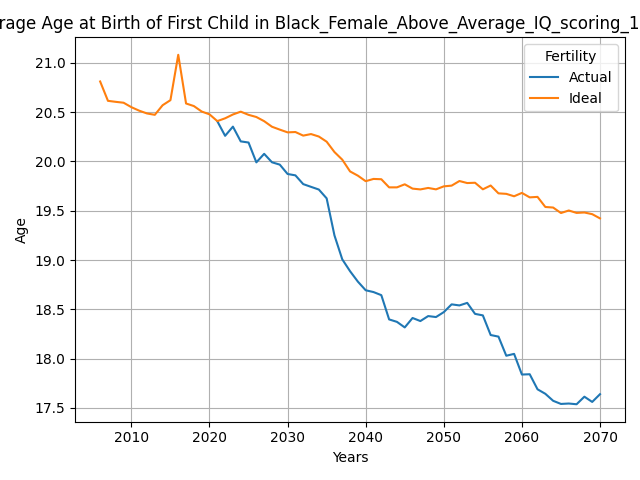 rage Age at Birth of First Child in Black_Female_Above_Average_IQ_scoring_1
Fertility
Actual
Ideal
21.0
20.5
20.0
19.5
19.0
18.5
18.0
17.5
Age
2010 2020 2030 2040 2050 2060 2070
Years